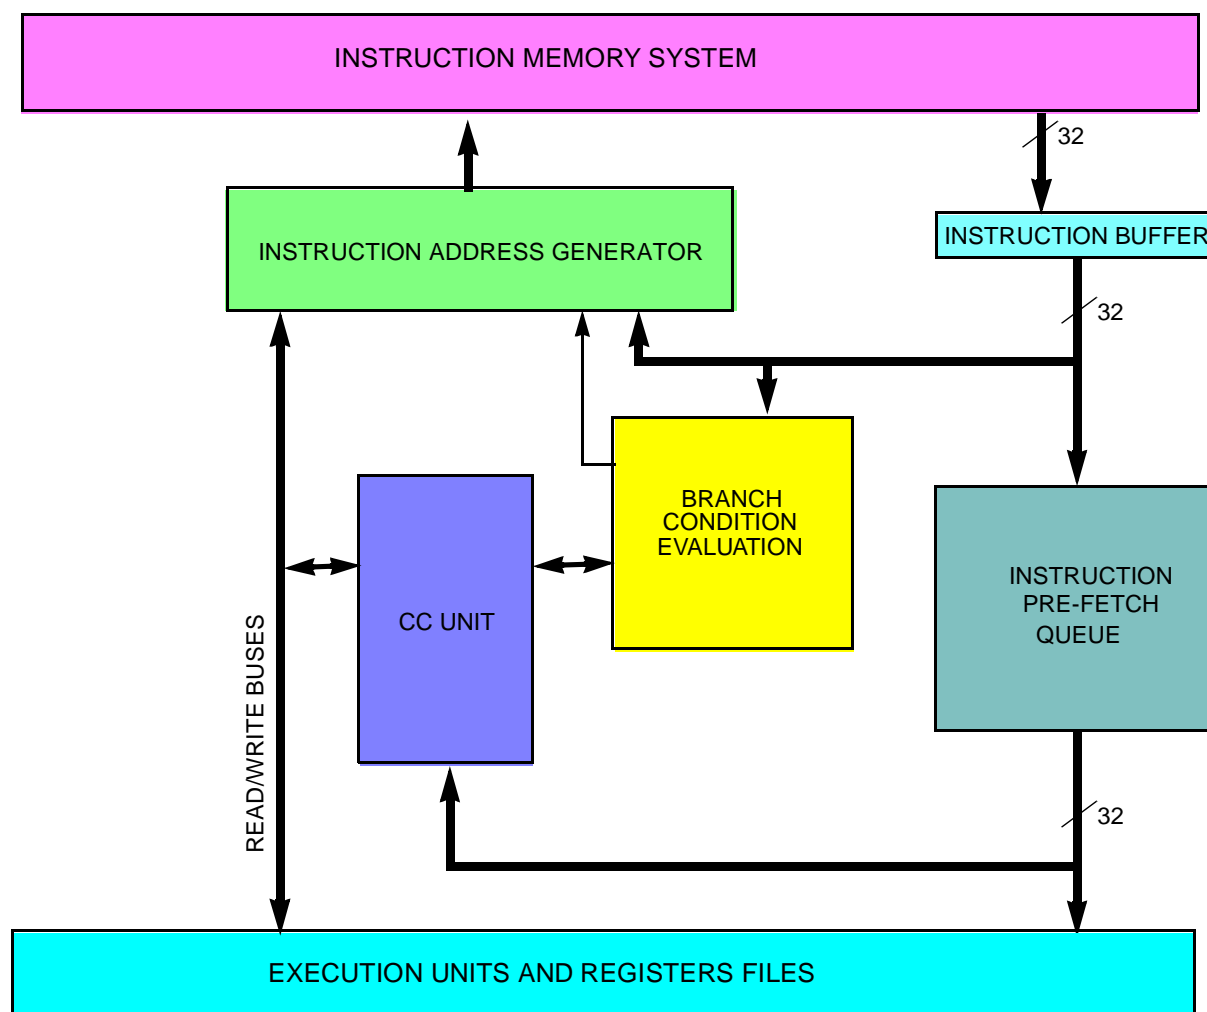 INSTRUCTION MEMORY SYSTEM
32
INSTRUCTION ADDRESS GENERATOR
INSTRUCTION BUFFER
32
BRANCH
CONDITION
EVALUATION
INSTRUCTION
PRE-FETCH
QUEUE
CC UNIT
READ/WRITE BUSES
32
EXECUTION UNITS AND REGISTERS FILES